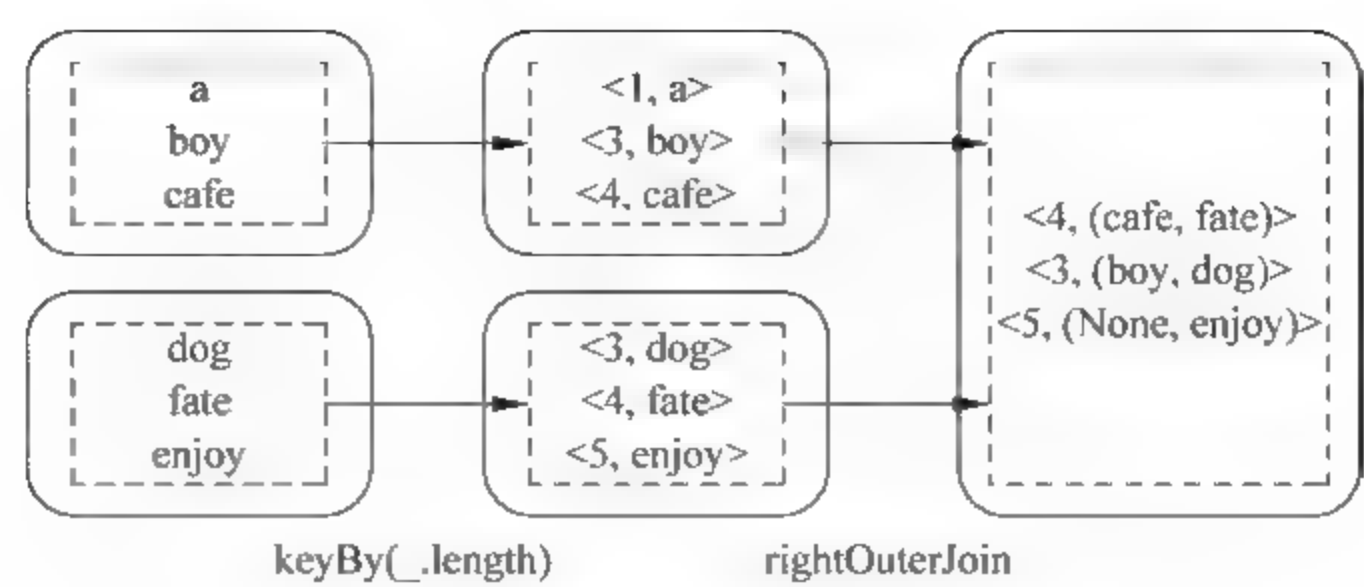 a
boy
cafe
<1, a>
<3, boy>
<4, cafe>
dog
fate
enjoy
<3, dog>
<4, fate>
<5, enjoy>
<4, (cafe, fate)>
<3, (boy, dog)>
<5, (None, enjoy)>
keyBy(_.length)
rightOuterJoin